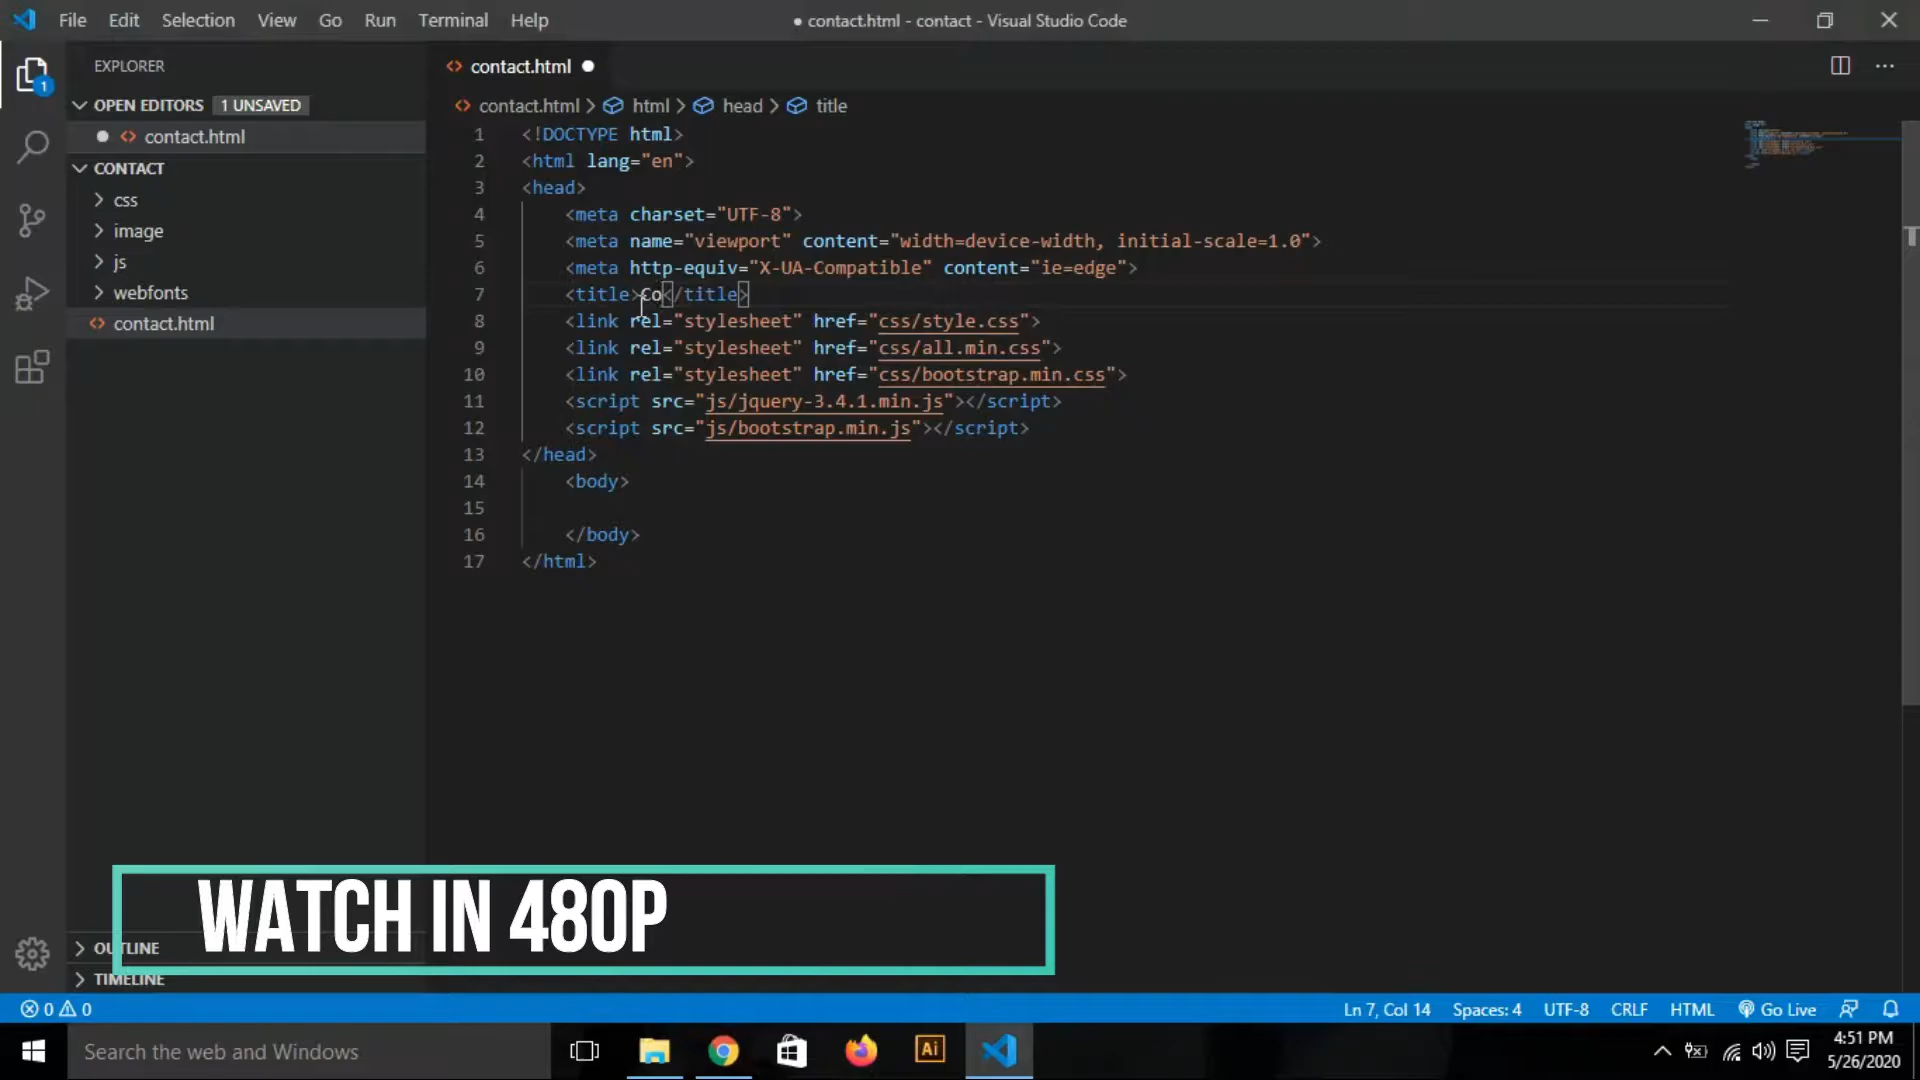 File Edit Selection View Go Run Terminal Help
● contact.html - contact - Visual Studio Code
EXPLORER
OPEN EDITORS 1 UNSAVED
contact.html
CONTACT
css
image
js
webfonts
contact.html
OUTLINE
TIMELINE
1
contact.html
contact.html > html > head > title
1 <!DOCTYPE html>
2 <html lang="en">
3 <head>
4 <meta charset="UTF-8">
5 <meta name="viewport" content="width=device-width, initial-scale=1.0">
6 <meta http-equiv="X-UA-Compatible" content="ie=edge">
7 <title>Co</title>
8 <link rel="stylesheet" href="css/style.css">
9 <link rel="stylesheet" href="css/all.min.css">
10 <link rel="stylesheet" href="css/bootstrap.min.css">
11 <script src="js/jquery-3.4.1.min.js"></script>
12 <script src="js/bootstrap.min.js"></script>
13 </head>
14 <body>
15
16 </body>
17 </html>
WATCH IN 480P
0 0
Ln 7, Col 14 Spaces: 4 UTF-8 CRLF HTML Go Live
Search the web and Windows
Ai
4:51 PM
5/26/2020